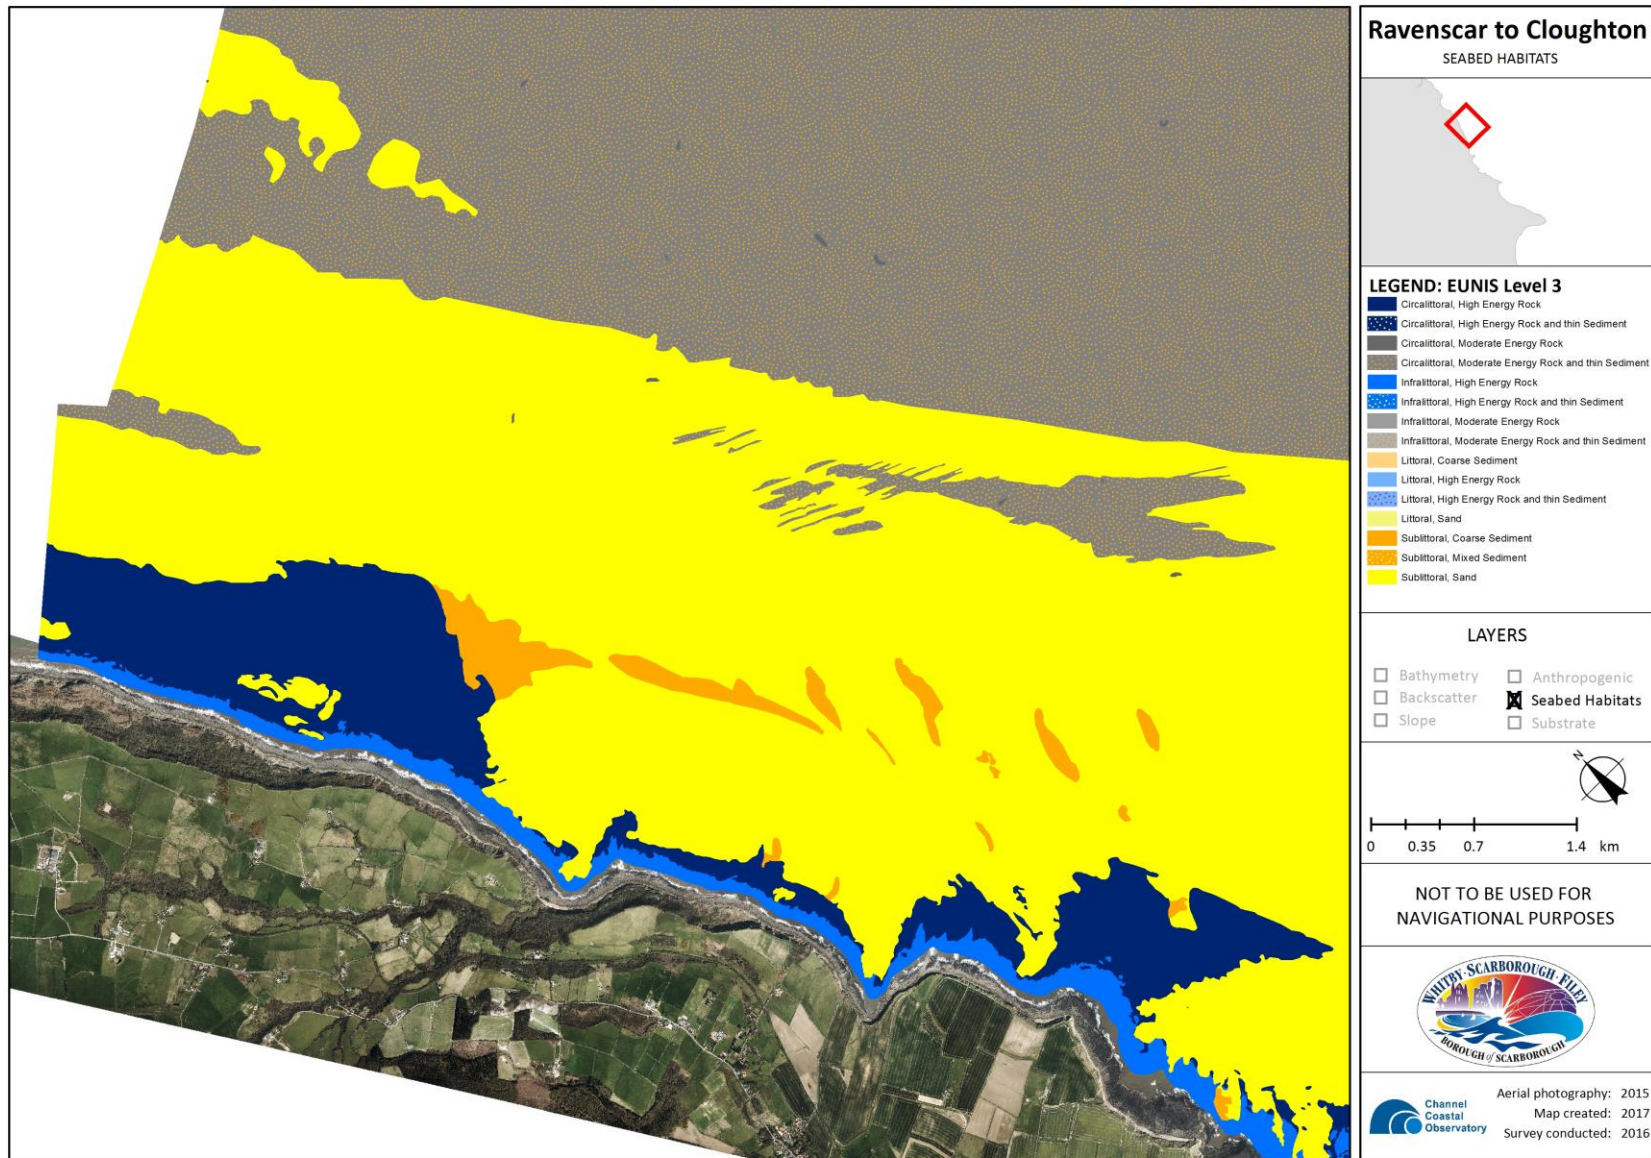 Ravenscar to Cloughton
SEABED HABITATS
LEGEND: EUNIS Level 3
Circalittoral, High Energy Rock
Circalittoral, High Energy Rock and thin Sediment
Circalittoral, Moderate Energy Rock
Circalittoral, Moderate Energy Rock and thin Sediment
Infralittoral, High Energy Rock
Infralittoral, High Energy Rock and thin Sediment
Infralittoral, Moderate Energy Rock
Infralittoral, Moderate Energy Rock and thin Sediment
Littoral, Coarse Sediment
Littoral, High Energy Rock
Littoral, High Energy Rock and thin Sediment
Littoral, Sand
Sublittoral, Coarse Sediment
Sublittoral, Mixed Sediment
Sublittoral, Sand
LAYERS
Bathymetry
Backscatter
Slope
Anthropogenic
Seabed Habitats
Substrate
N
0 0.35 0.7 1.4 km
NOT TO BE USED FOR
NAVIGATIONAL PURPOSES
WHITBY·SCARBOROUGH·FILEY
BOROUGH of SCARBOROUGH
Channel
Coastal
Observatory
Aerial photography: 2015
Map created: 2017
Survey conducted: 2016